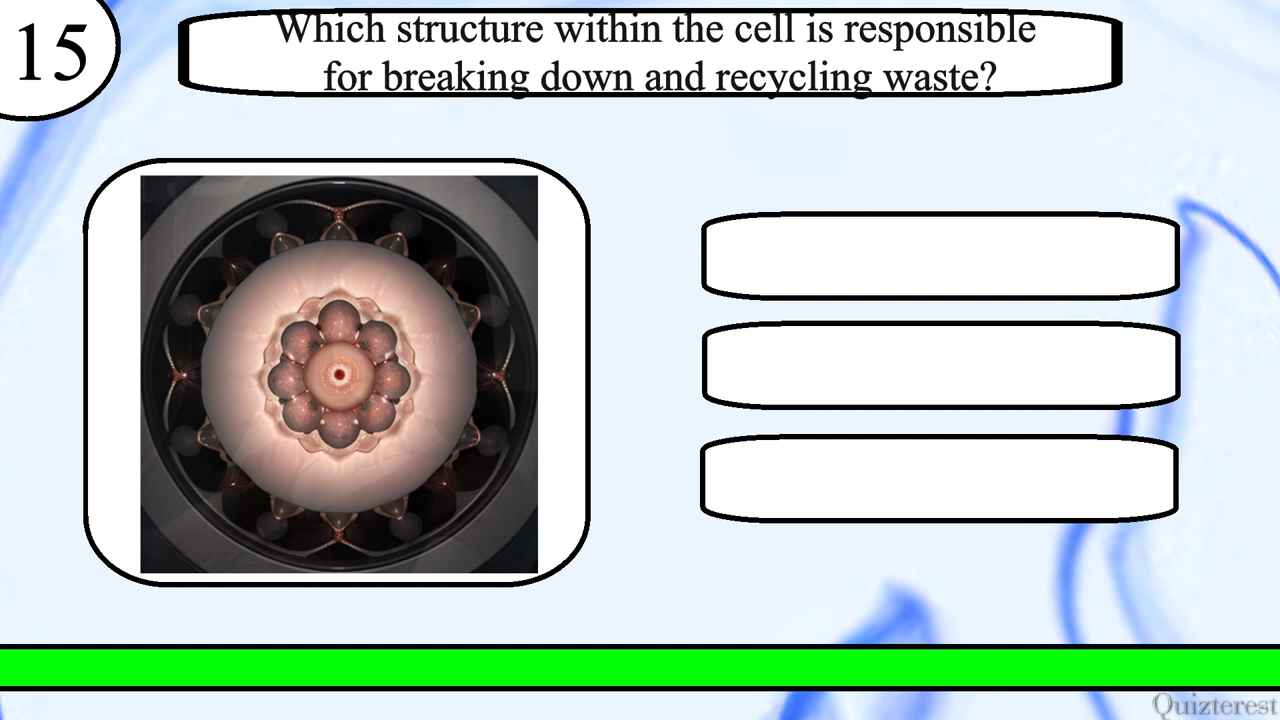 15
Which structure within the cell is responsible
for breaking down and recycling waste?
Quizterest